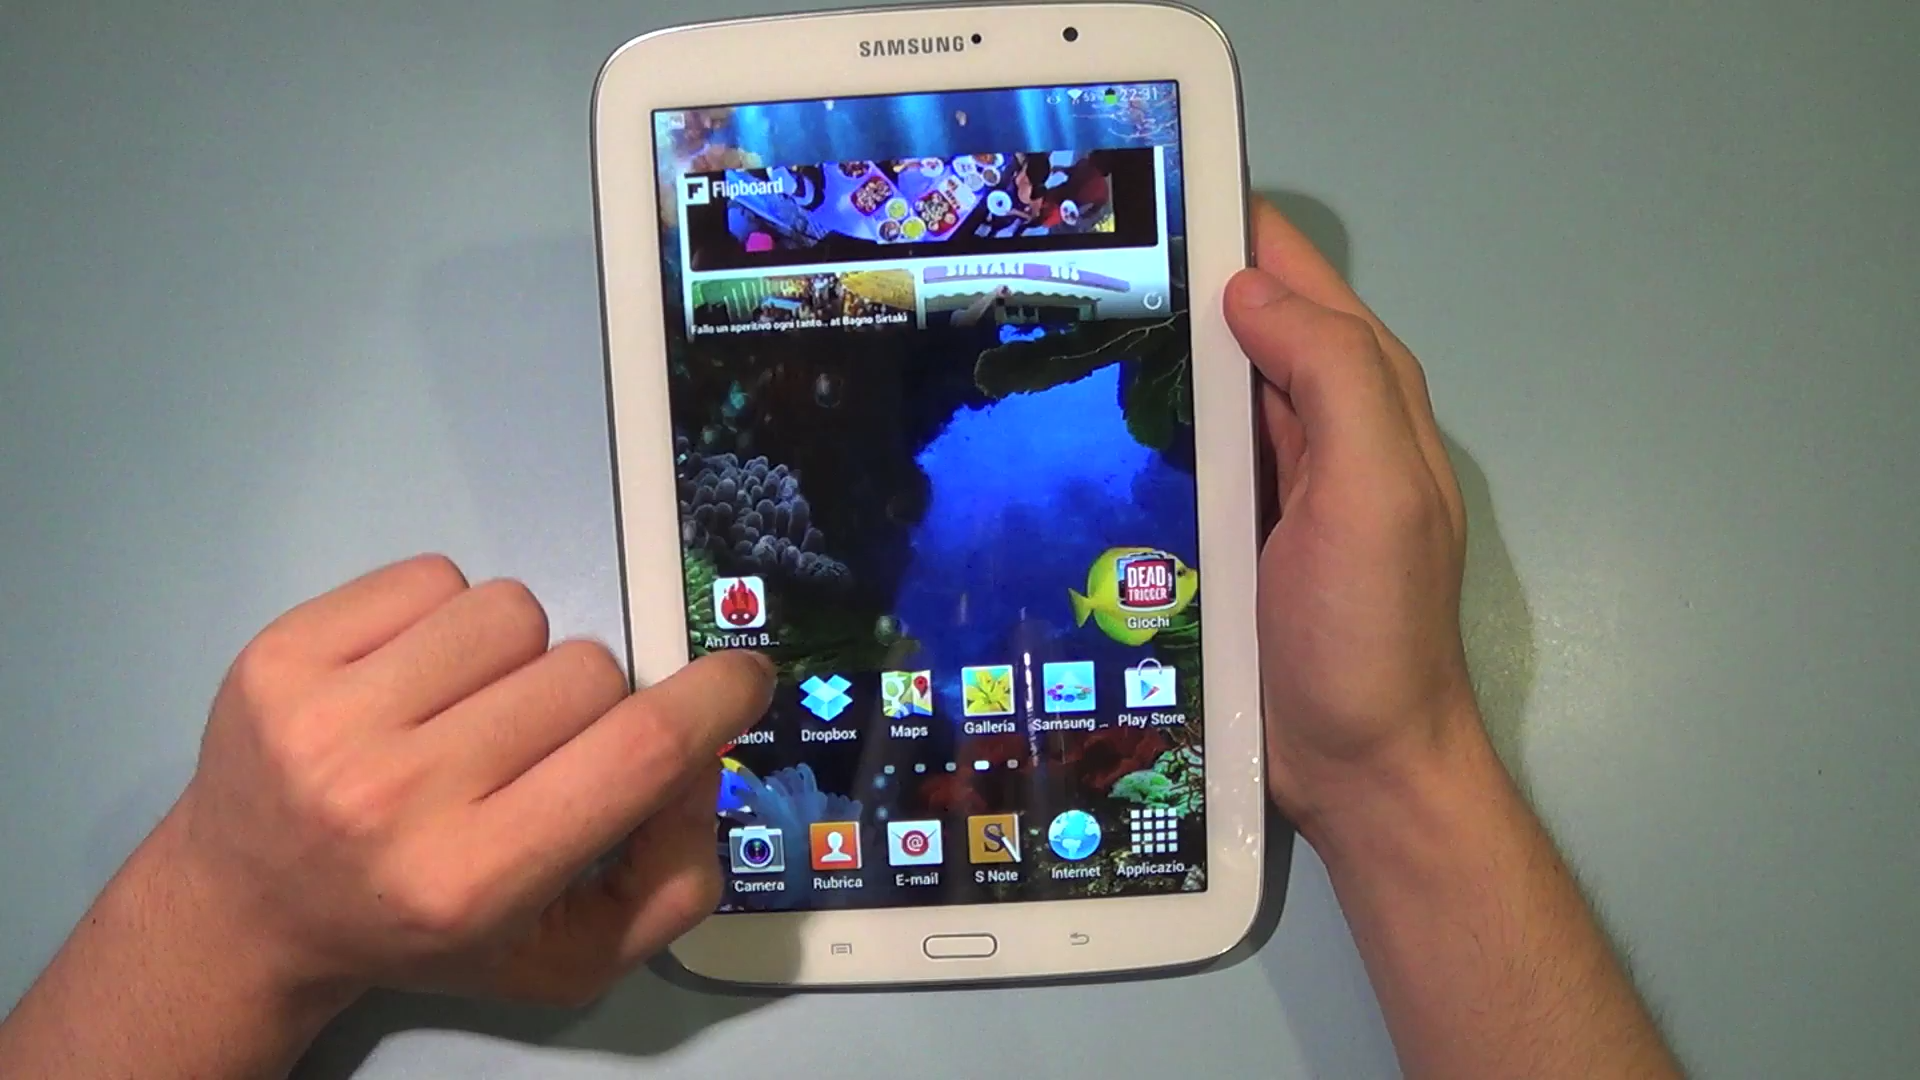 SAMSUNG
22:31
Flipboard
SIRTAKI
Fallo un aperitivo ogni tanto.. at Bagno Sirtaki
AnTuTu B...
DEAD
TRIGGER
Giochi
Dropbox
Maps
Galleria
Samsung ...
Play Store
Camera
Rubrica
E-mail
S Note
Internet
Applicazio...